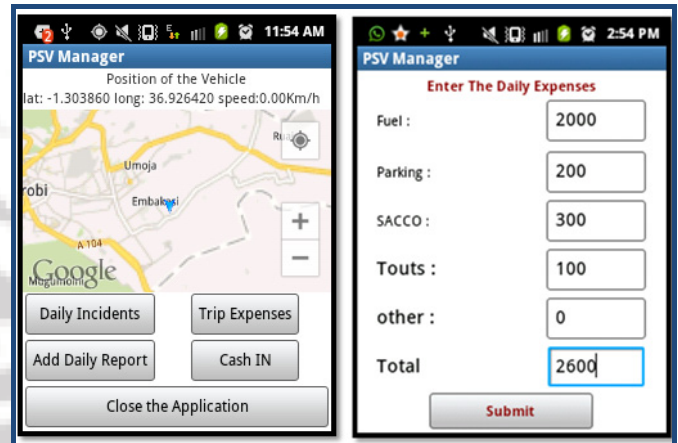 2 11:54 AM
PSV Manager
Position of the Vehicle
lat: -1.303860 long: 36.926420 speed:0.00Km/h
Umoja
robi
Embakasi
A 104
Google
+
−
Daily Incidents
Trip Expenses
Add Daily Report
Cash IN
Close the Application
2:54 PM
PSV Manager
Enter The Daily Expenses
Fuel : 2000
Parking : 200
SACCO : 300
Touts : 100
other : 0
Total 2600
Submit